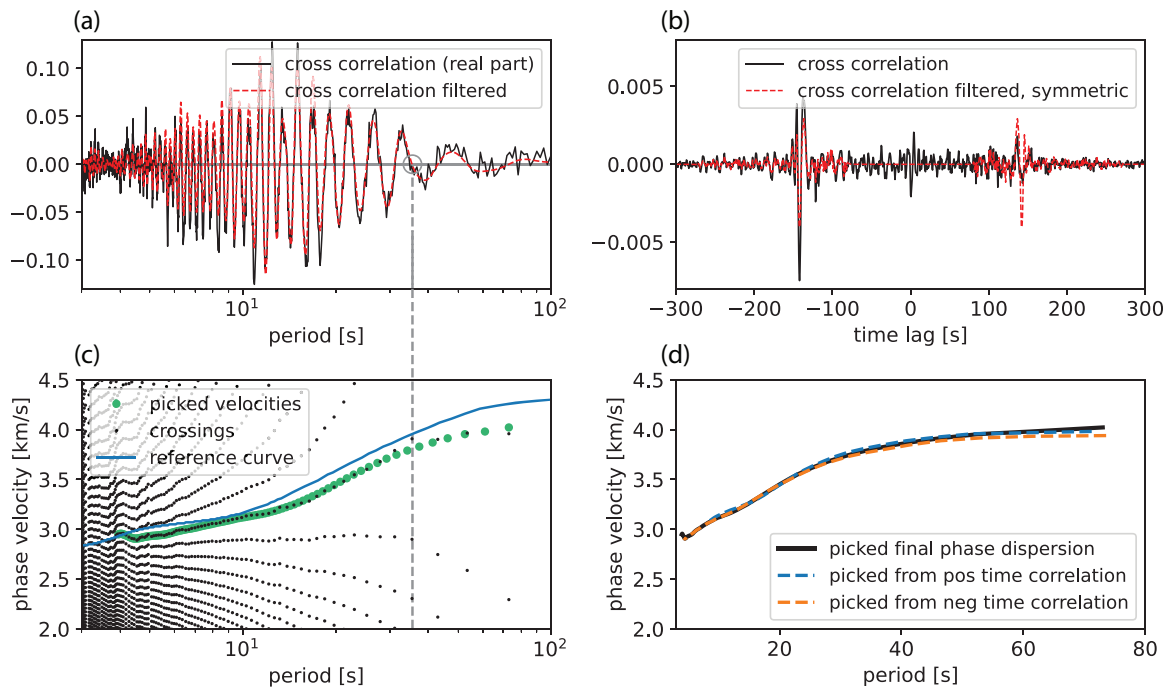 (a)
cross correlation (real part)
cross correlation filtered
0.10
0.05
0.00
−0.05
−0.10
10¹
10²
period [s]
(b)
cross correlation
cross correlation filtered, symmetric
0.005
0.000
−0.005
−300
−200
−100
0
100
200
300
time lag [s]
(c)
picked velocities
crossings
reference curve
phase velocity [km/s]
4.5
4.0
3.5
3.0
2.5
2.0
10¹
10²
period [s]
(d)
phase velocity [km/s]
4.5
4.0
3.5
3.0
2.5
2.0
picked final phase dispersion
picked from pos time correlation
picked from neg time correlation
20
40
60
80
period [s]